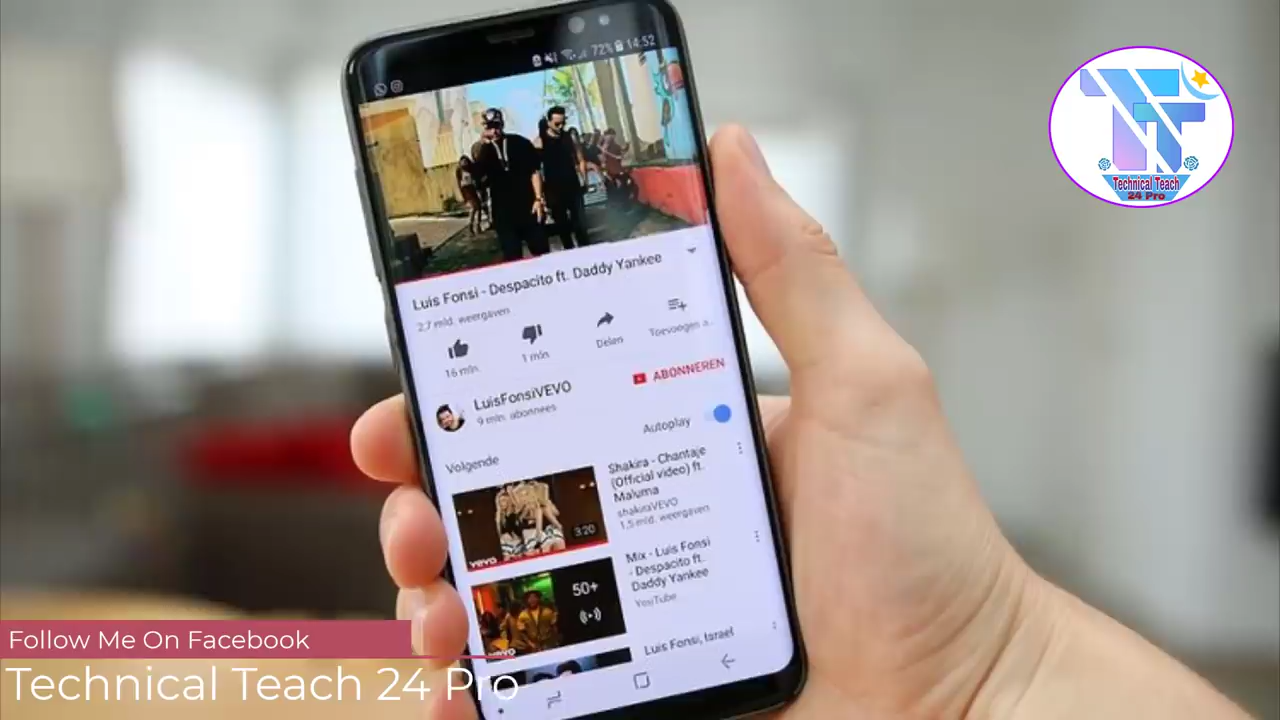 72% 14:52
Luis Fonsi - Despacito ft. Daddy Yankee
2,7 mld. weergaven
16 mln.
1 mln.
Delen
Toevoegen a...
LuisFonsiVEVO
9 mln. abonnees
ABONNEREN
Autoplay
Volgende
Shakira - Chantaje
(Official video) ft.
Maluma
shakiraVEVO
1,5 mld. weergaven
3:20
vevo
Mix - Luis Fonsi
- Despacito ft.
Daddy Yankee
YouTube
50+
vevo
Luis Fonsi, Israel
TT
Technical Teach
24 Pro
Follow Me On Facebook
Technical Teach 24 Pro